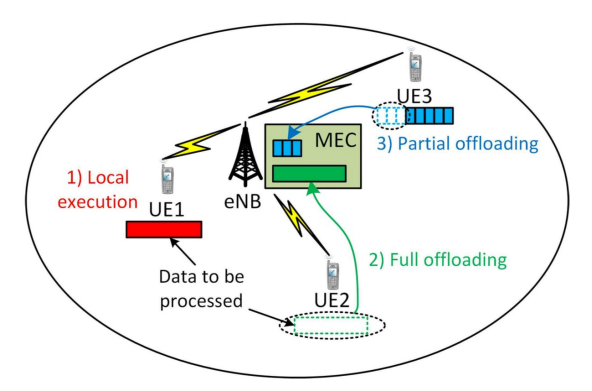 UE3
MEC
3) Partial offloading
1) Local
execution
UE1
eNB
2) Full offloading
Data to be
processed
UE2